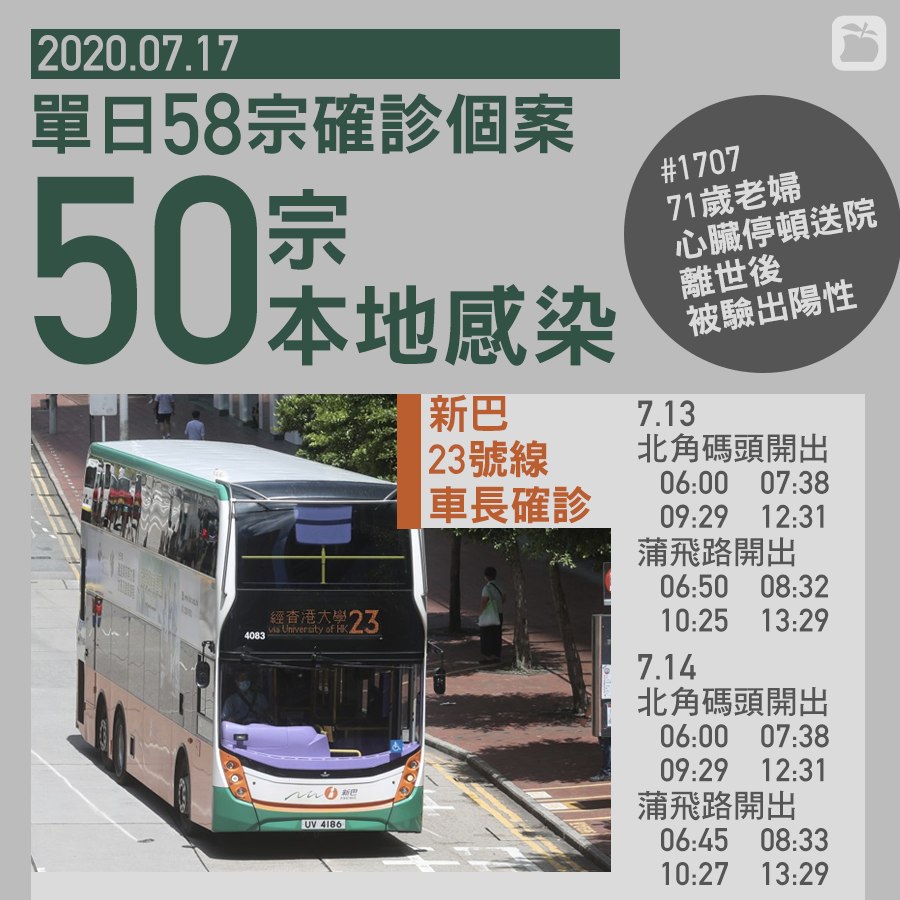 2020.07.17
單日58宗確診個案
50宗
本地感染
#1707
71歲老婦
心臟停頓送院
離世後
被驗出陽性
新巴
23號線
車長確診
7.13
北角碼頭開出
06:00 07:38
09:29 12:31
蒲飛路開出
06:50 08:32
10:25 13:29
7.14
北角碼頭開出
06:00 07:38
09:29 12:31
蒲飛路開出
06:45 08:33
10:27 13:29
經香港大學 23
via University of HK
4083
新巴
UV 4186